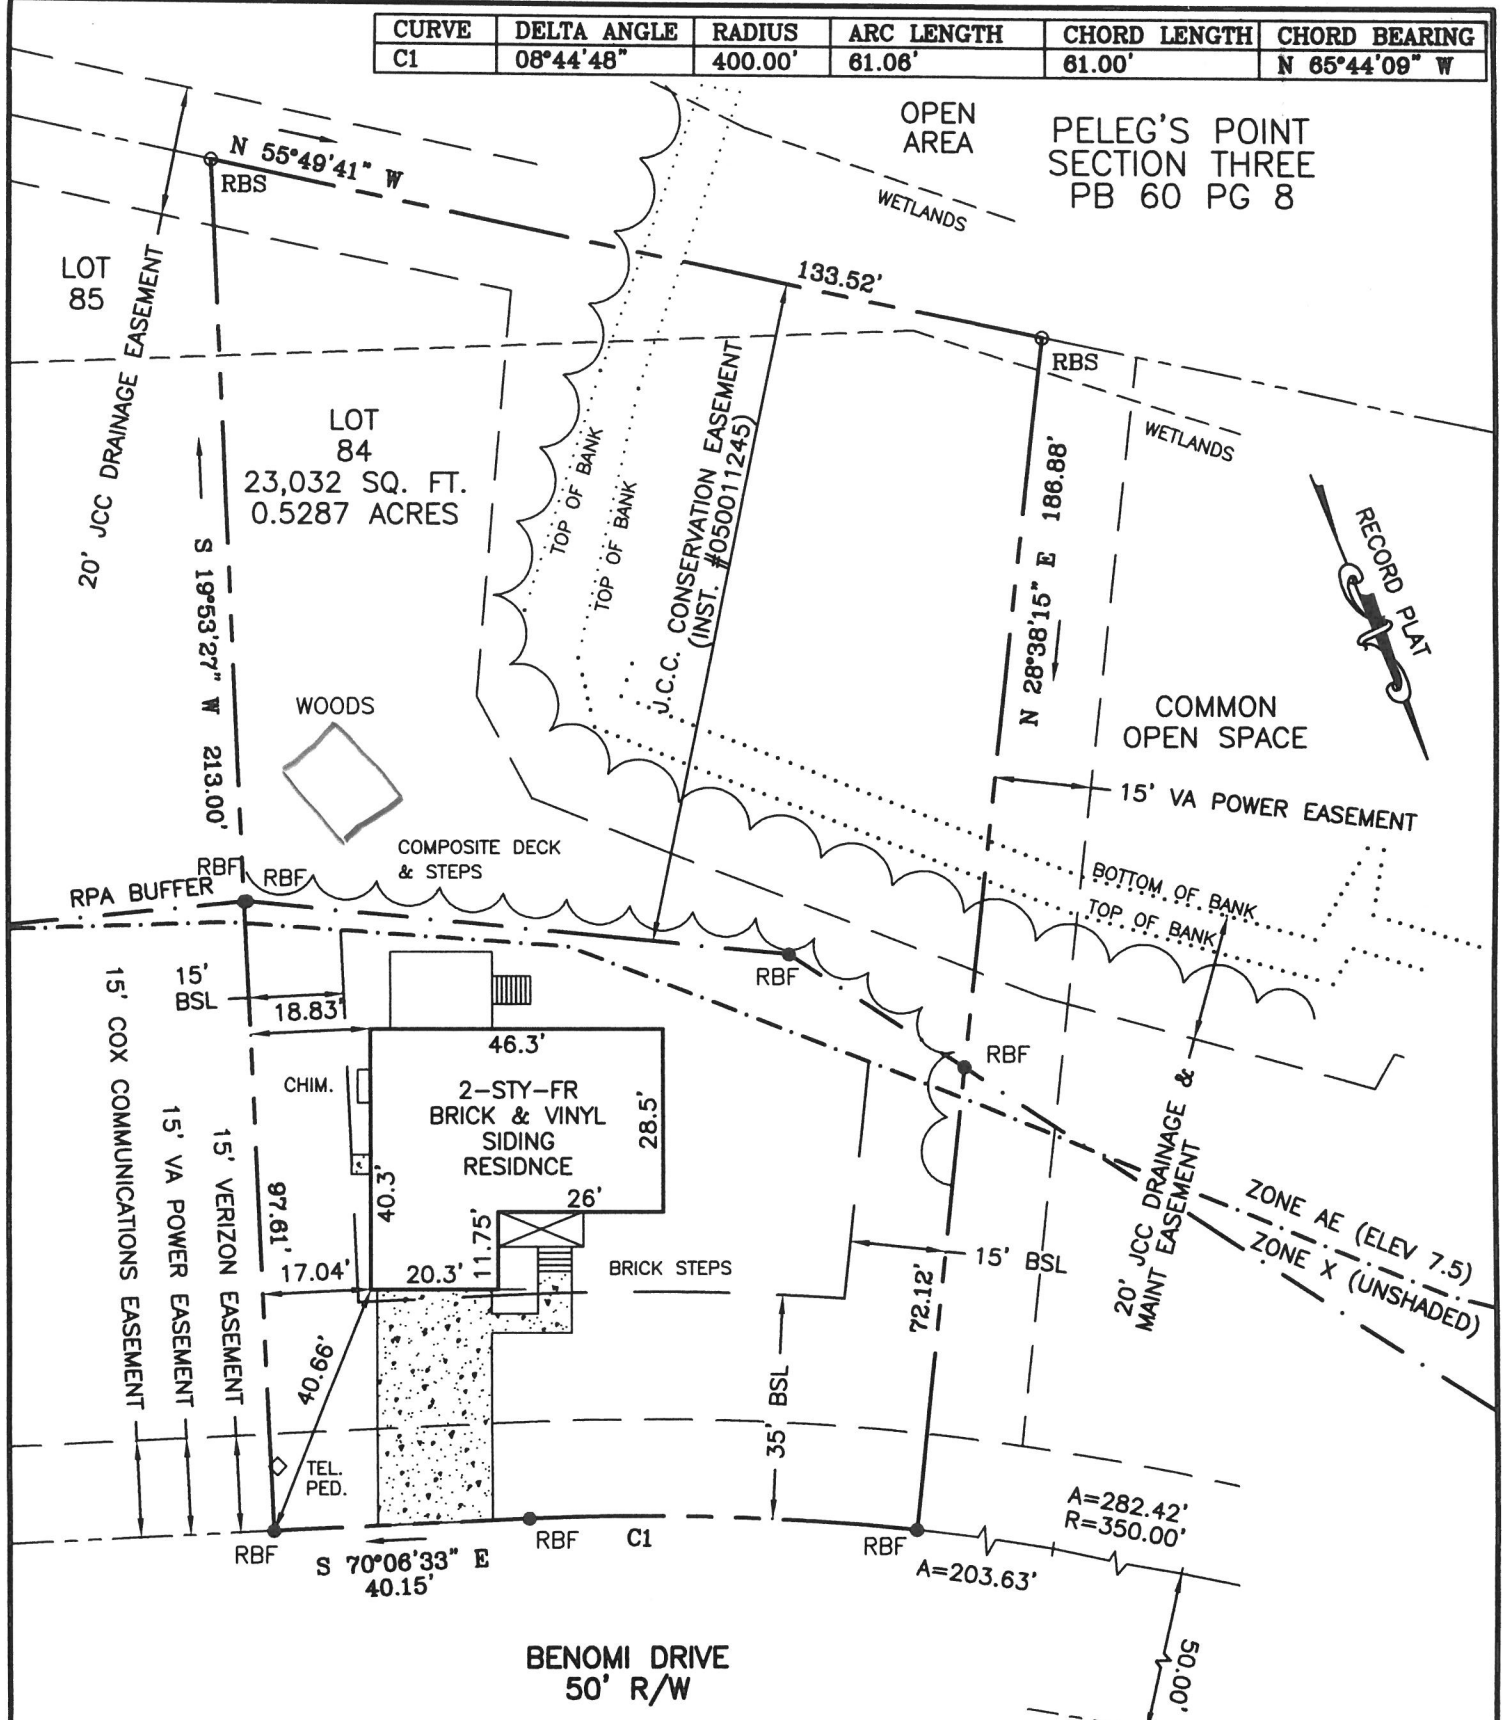 CURVE DELTA ANGLE RADIUS ARC LENGTH CHORD LENGTH CHORD BEARING
C1 08°44'48" 400.00' 61.06' 61.00' N 65°44'09" W
OPEN
AREA
PELEG'S POINT
SECTION THREE
PB 60 PG 8
N 55°49'41" W
RBS
WETLANDS
LOT
85
133.52'
RBS
20' JCC DRAINAGE EASEMENT
LOT
84
23,032 SQ. FT.
0.5287 ACRES
TOP OF BANK
TOP OF BANK
J.C.C. CONSERVATION EASEMENT
(INST. #050011245)
WETLANDS
N 28°38'15" E 186.88'
RECORD PLAT
S 19°53'27" W 213.00'
WOODS
COMMON
OPEN SPACE
15' VA POWER EASEMENT
COMPOSITE DECK
& STEPS
RBF
RBF
RPA BUFFER
BOTTOM OF BANK
TOP OF BANK
15'
BSL
18.83'
RBF
RBF
46.3'
CHIM.
2-STY-FR
BRICK & VINYL
SIDING
RESIDNCE
28.5'
40.3'
26'
11.75'
20.3'
15' COX COMMUNICATIONS EASEMENT
15' VA POWER EASEMENT
15' VERIZON EASEMENT
97.61'
17.04'
BRICK STEPS
15' BSL
72.12'
20' JCC DRAINAGE &
MAINT EASEMENT
ZONE AE (ELEV 7.5)
ZONE X (UNSHADED)
40.66'
35' BSL
TEL.
PED.
A=282.42'
R=350.00'
RBF
RBF
C1
RBF
A=203.63'
S 70°06'33" E
40.15'
BENOMI DRIVE
50' R/W
50.00'